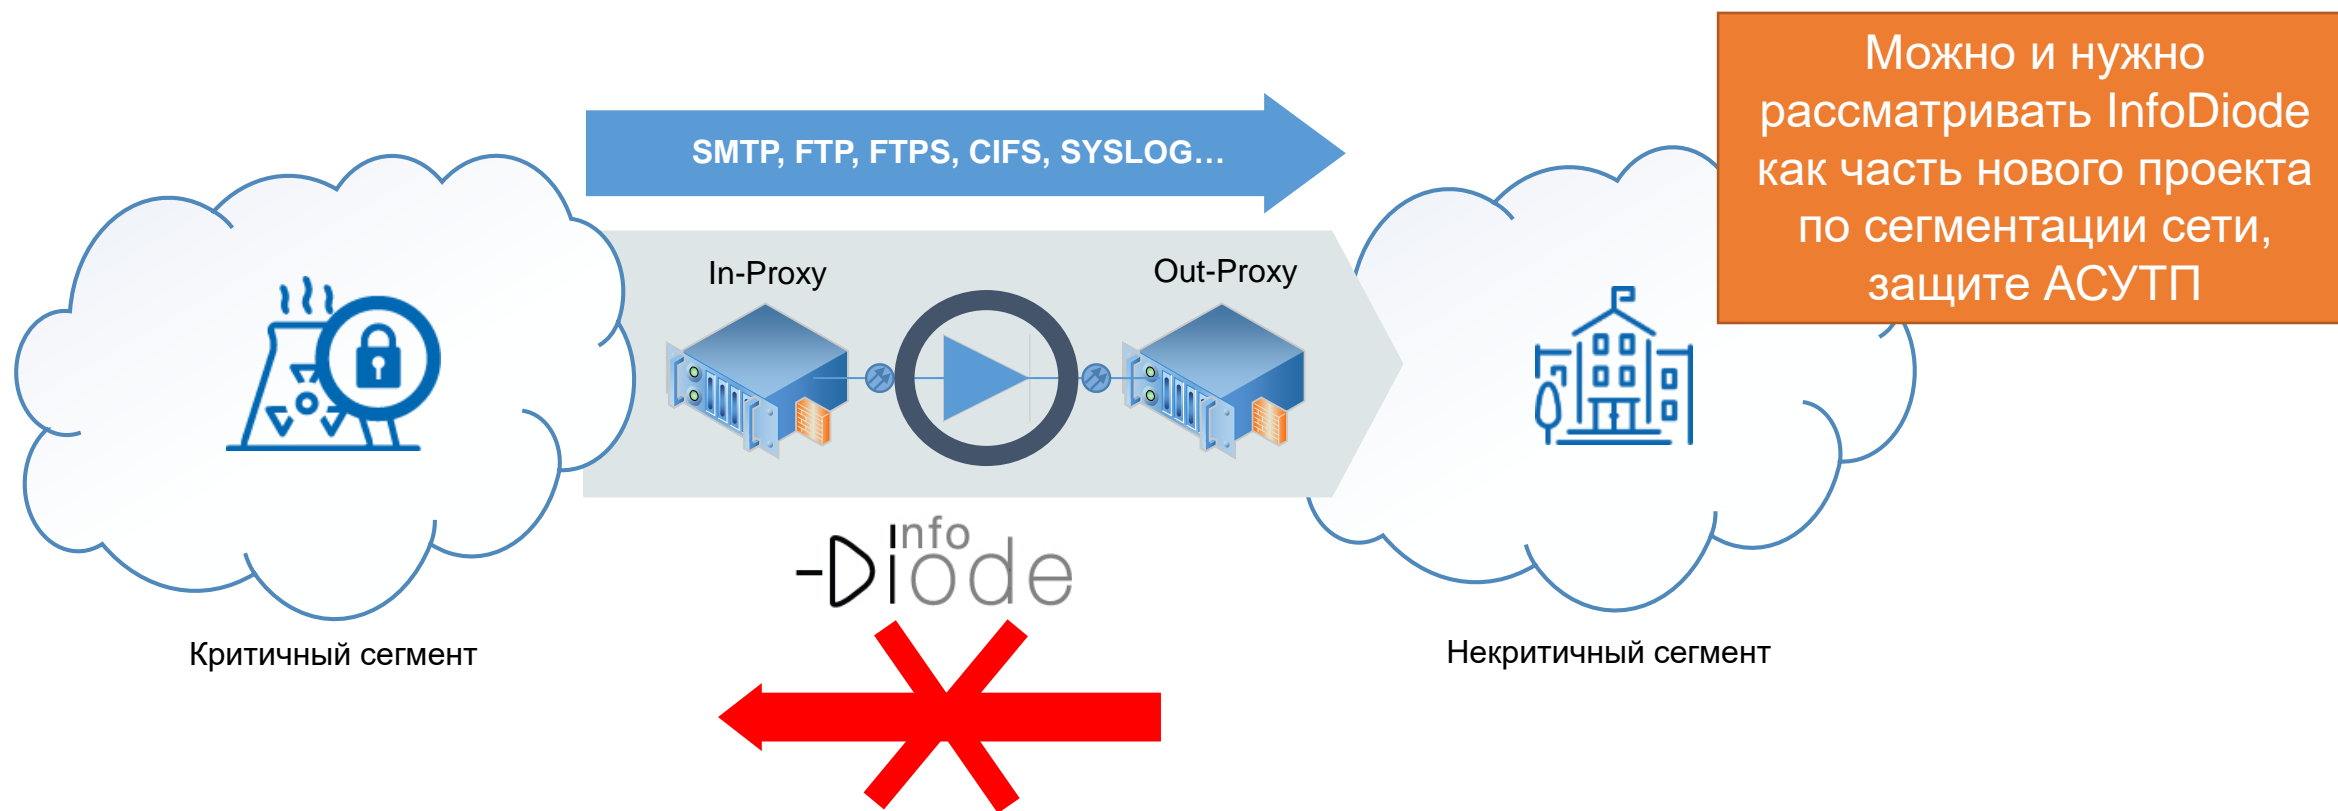 Можно и нужно
рассматривать InfoDiode
как часть нового проекта
по сегментации сети,
защите АСУТП
SMTP, FTP, FTPS, CIFS, SYSLOG...
In-Proxy
Out-Proxy
info
Diode
Критичный сегмент
Некритичный сегмент